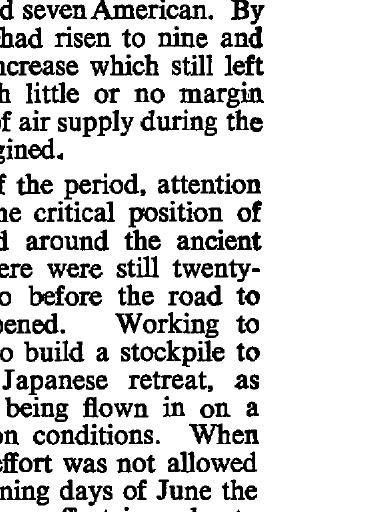 d seven American. By
had risen to nine and
ncrease which still left
h little or no margin
f air supply during the
gined.
f the period, attention
ne critical position of
d around the ancient
ere were still twenty-
o before the road to
ened. Working to
o build a stockpile to
Japanese retreat, as
being flown in on a
on conditions. When
effort was not allowed
ning days of June the